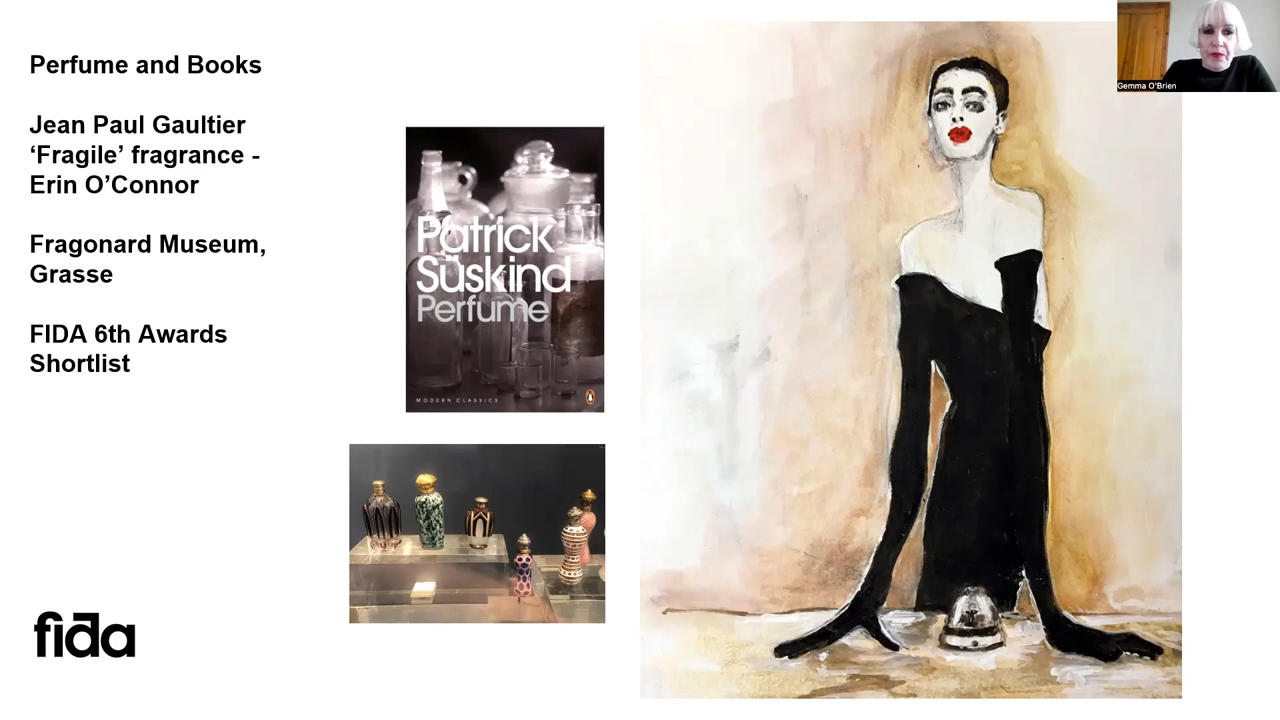 Perfume and Books
Jean Paul Gaultier
‘Fragile’ fragrance -
Erin O’Connor
Fragonard Museum,
Grasse
FIDA 6th Awards
Shortlist
Patrick
Süskind
Perfume
MODERN CLASSICS
fida
Gemma O'Brien